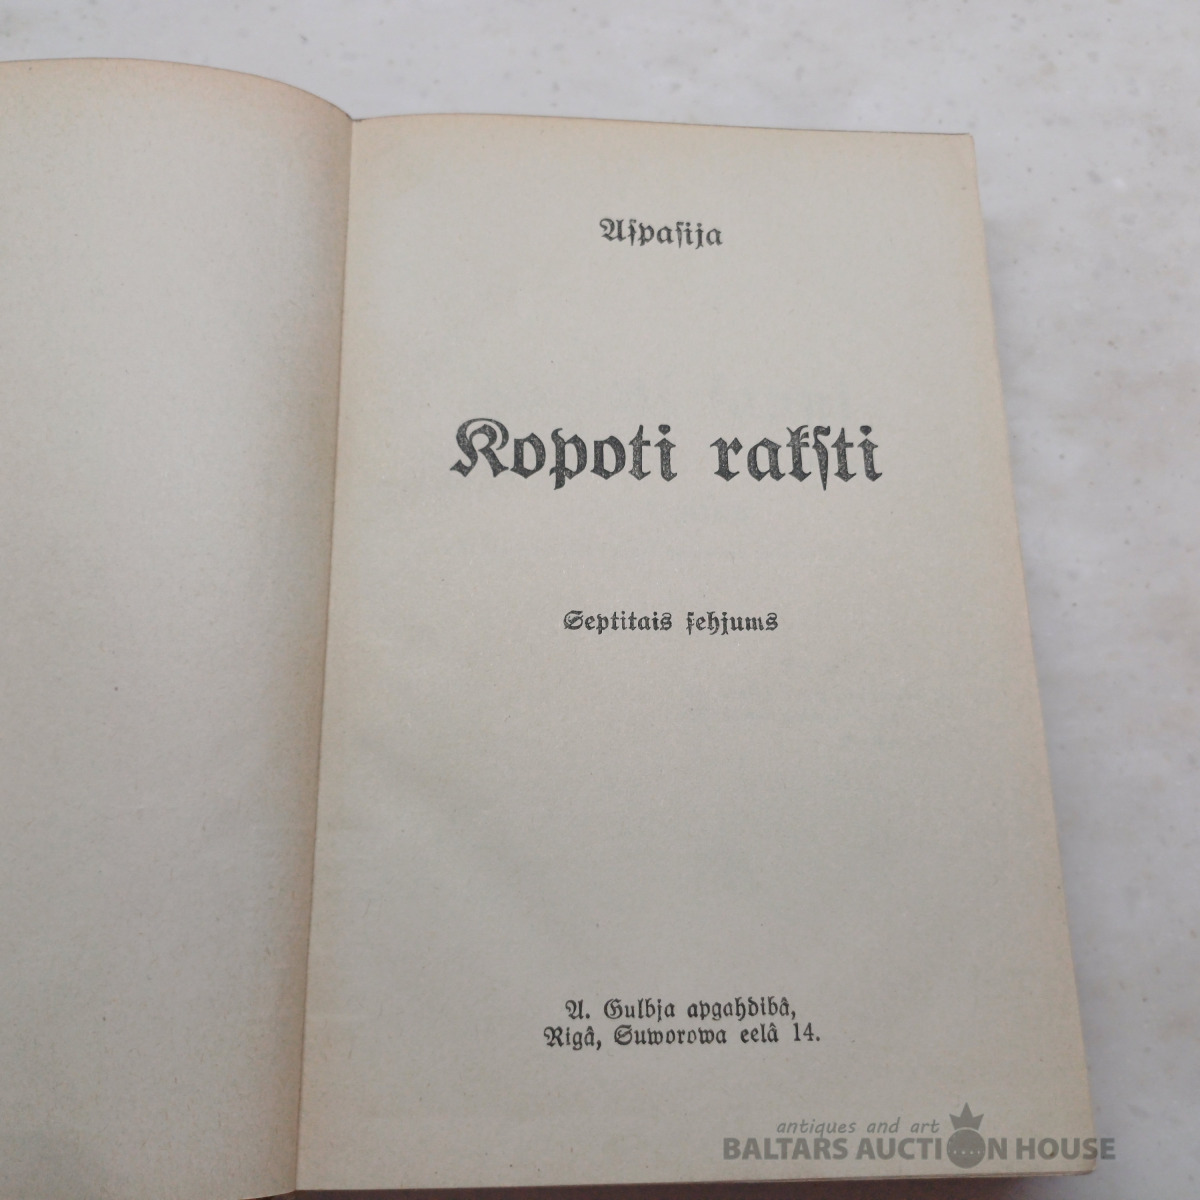 Aſpaſija
Kopoti rakſti
Septitais ſehjums
A. Gulbja apgahdibâ,
Rigâ, Suworowa eelâ 14.
antiques and art
BALTARS AUCTION HOUSE